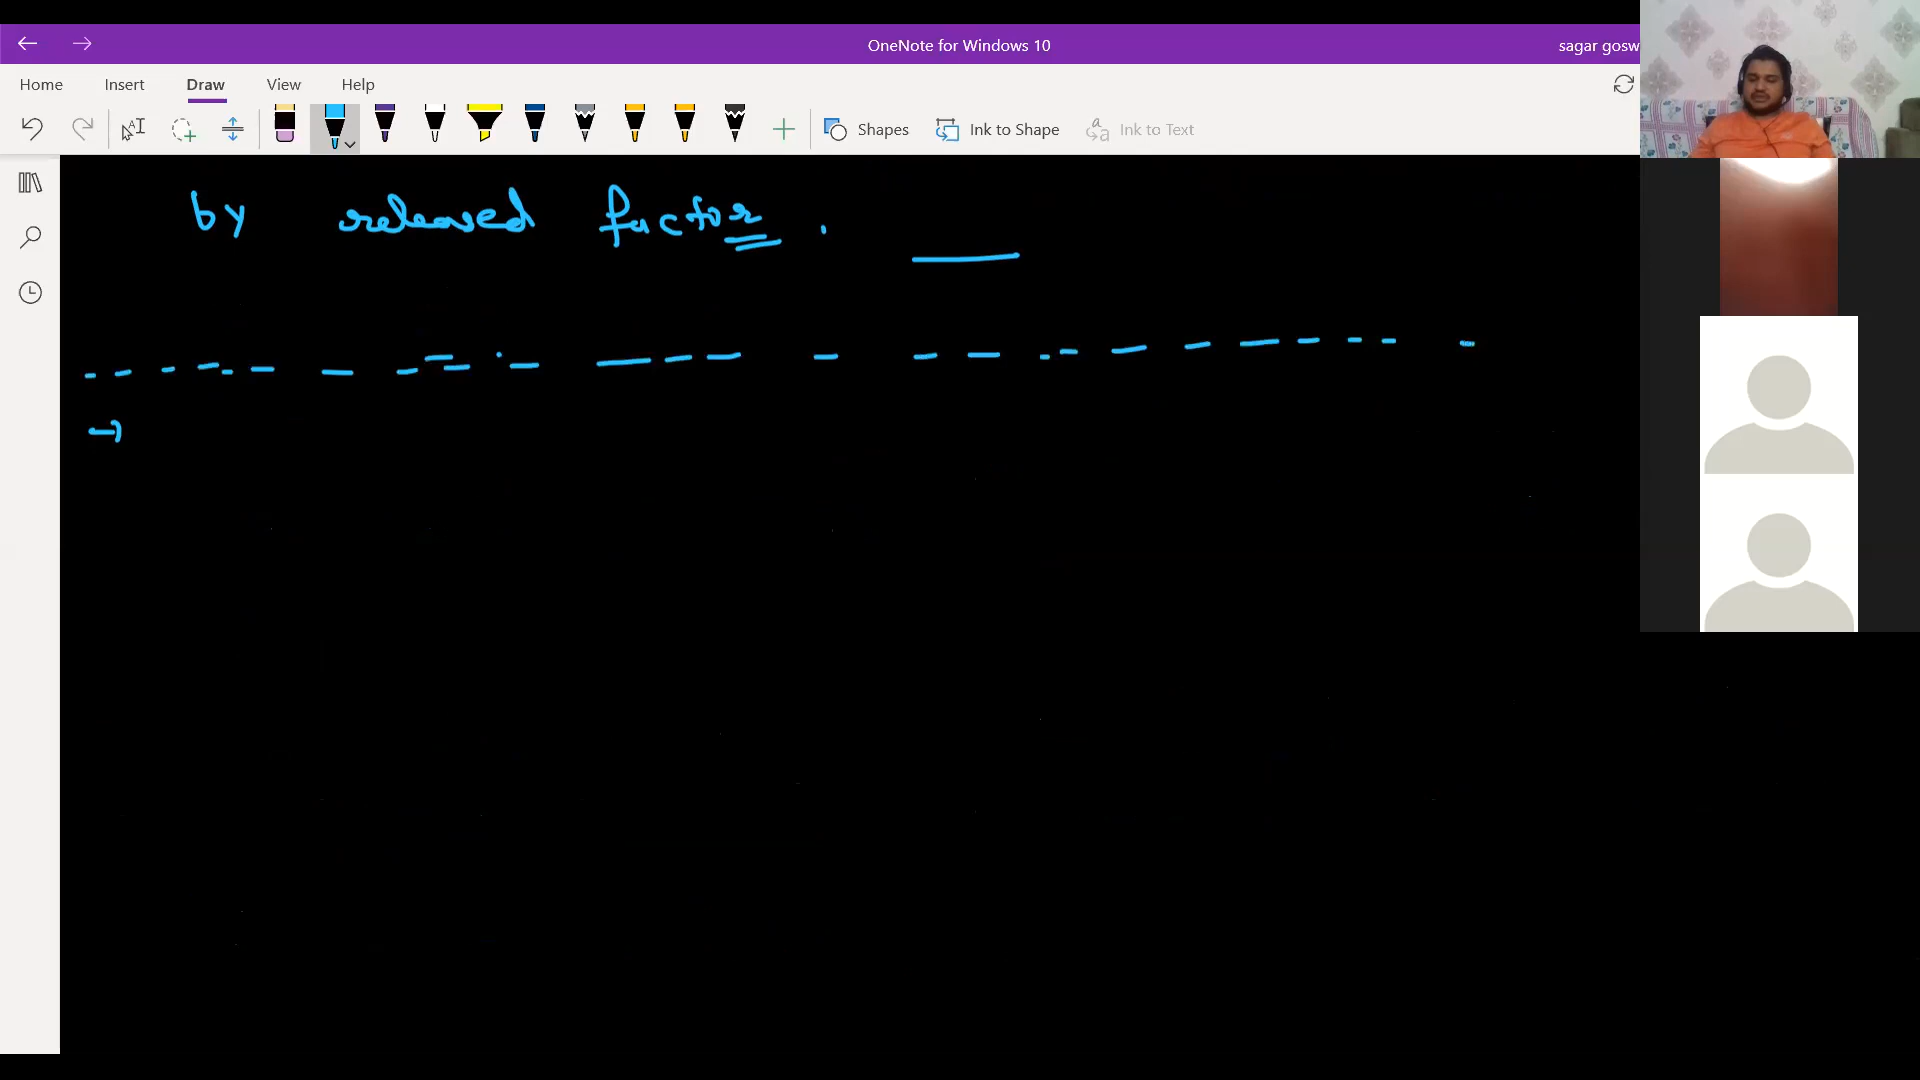 OneNote for Windows 10
sagar gosw
Home Insert Draw View Help
Shapes Ink to Shape Ink to Text
by released factor .